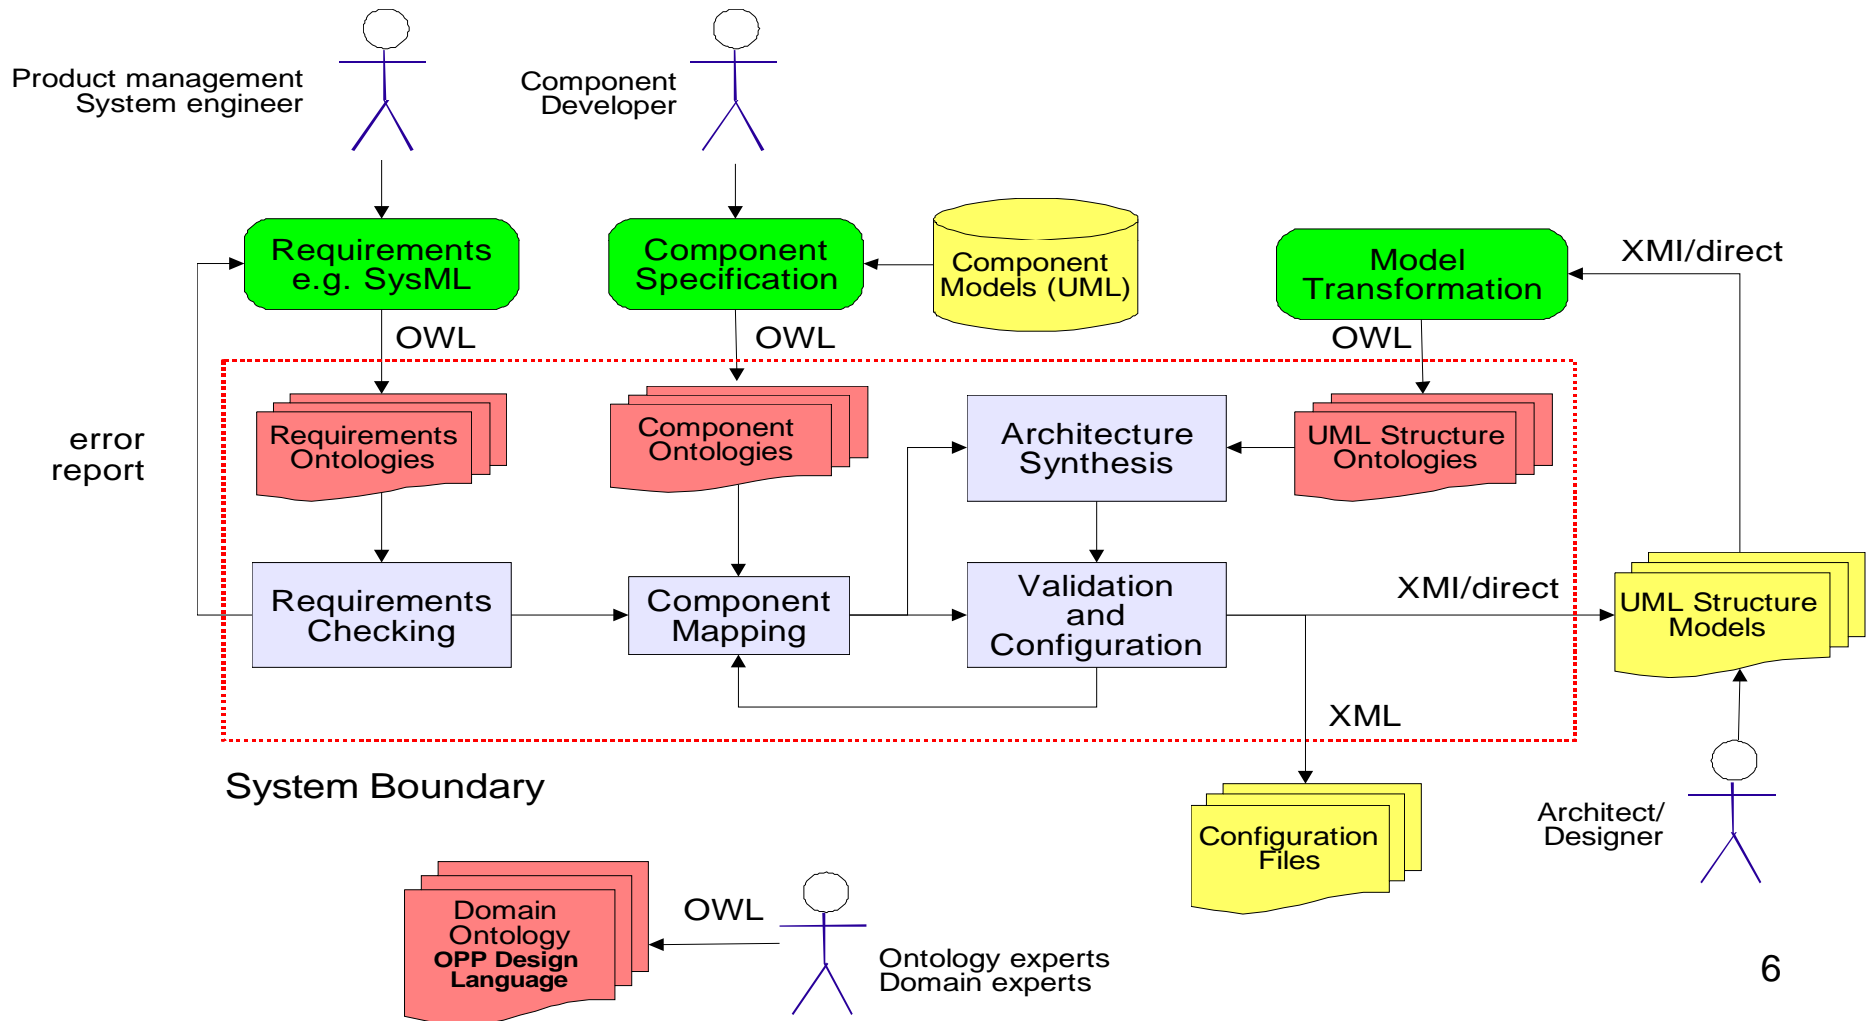 Product management
System engineer
Component
Developer
Requirements
e.g. SysML
Component
Specification
Component
Models (UML)
Model
Transformation
XMI/direct
OWL
OWL
OWL
error
report
Requirements
Ontologies
Component
Ontologies
Architecture
Synthesis
UML Structure
Ontologies
Requirements
Checking
Component
Mapping
Validation
and
Configuration
XMI/direct
UML Structure
Models
XML
System Boundary
Configuration
Files
Architect/
Designer
Domain
Ontology
OPP Design
Language
OWL
Ontology experts
Domain experts
6